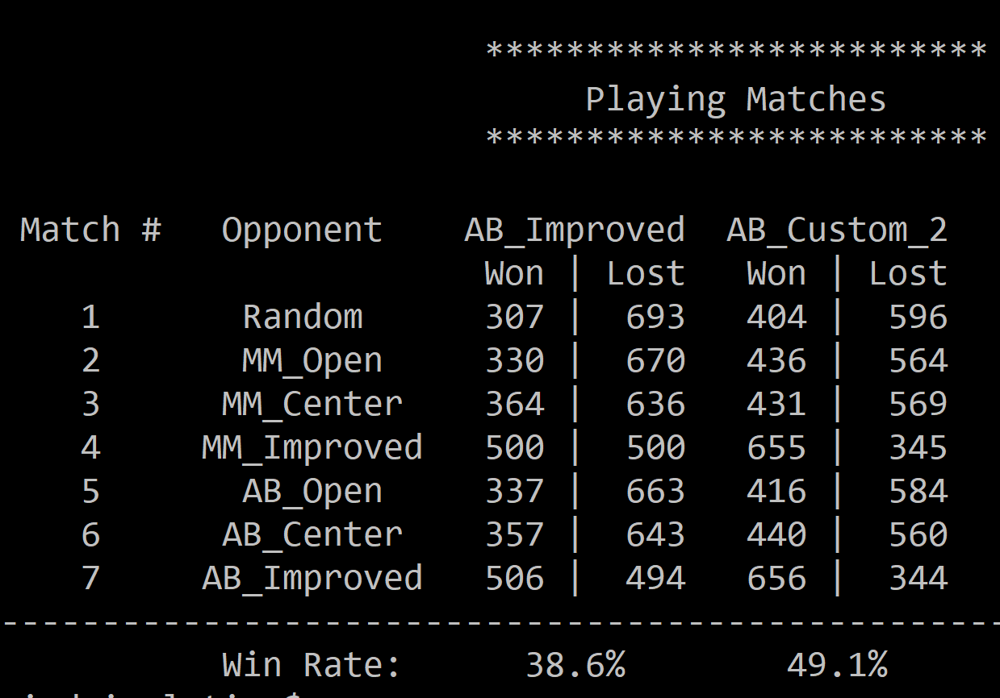 *************************
Playing Matches
*************************
Match # Opponent AB_Improved AB_Custom_2
Won | Lost Won | Lost
1 Random 307 | 693 404 | 596
2 MM_Open 330 | 670 436 | 564
3 MM_Center 364 | 636 431 | 569
4 MM_Improved 500 | 500 655 | 345
5 AB_Open 337 | 663 416 | 584
6 AB_Center 357 | 643 440 | 560
7 AB_Improved 506 | 494 656 | 344
--------------------------------------------------
Win Rate: 38.6% 49.1%